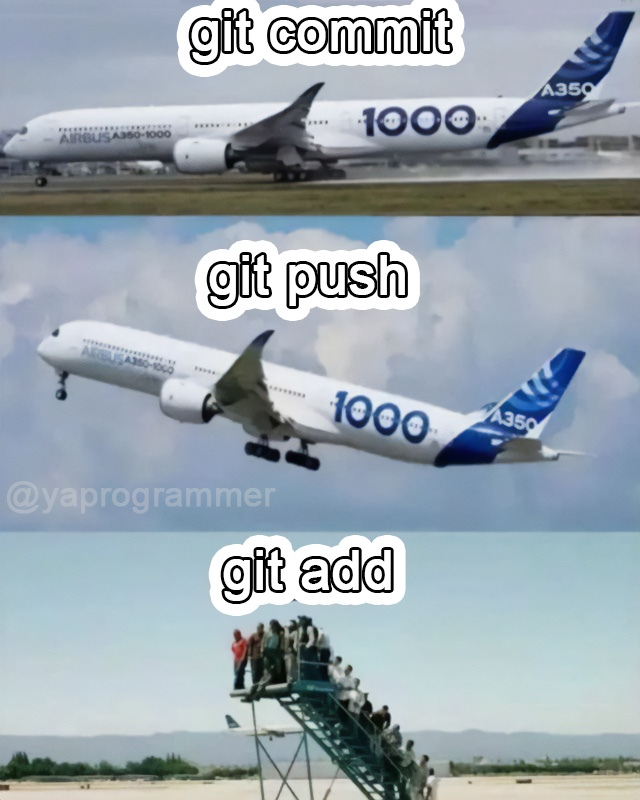 git commit
A350
1000
AIRBUS A350-1000
git push
AIRBUS A350-1000
1000
A350
@yaprogrammer
git add